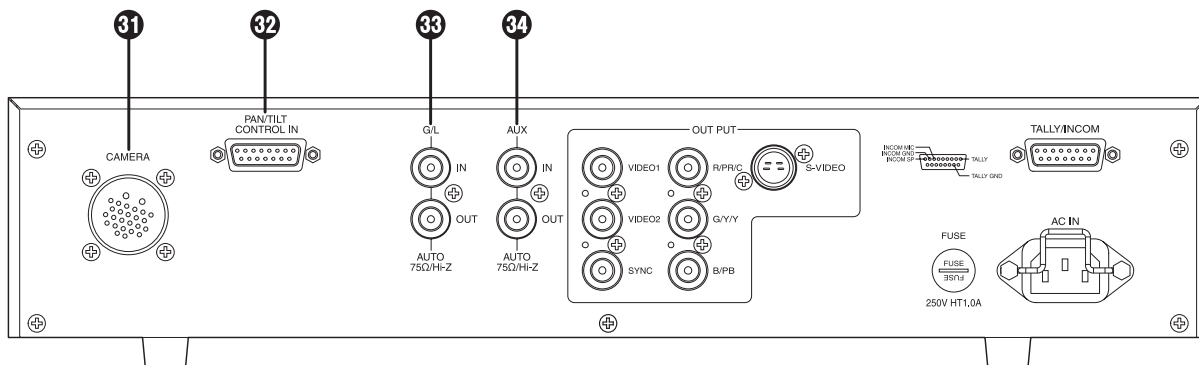 31
32
33
34
PAN/TILT
CONTROL IN
CAMERA
G/L
IN
OUT
AUTO
75Ω/Hi-Z
AUX
IN
OUT
AUTO
75Ω/Hi-Z
OUT PUT
VIDEO1
VIDEO2
SYNC
R/PR/C
G/Y/Y
B/PB
S-VIDEO
INCOM MIC
INCOM GND
INCOM SP
TALLY
TALLY GND
TALLY/INCOM
FUSE
FUSE
FUSE
250V HT1.0A
AC IN